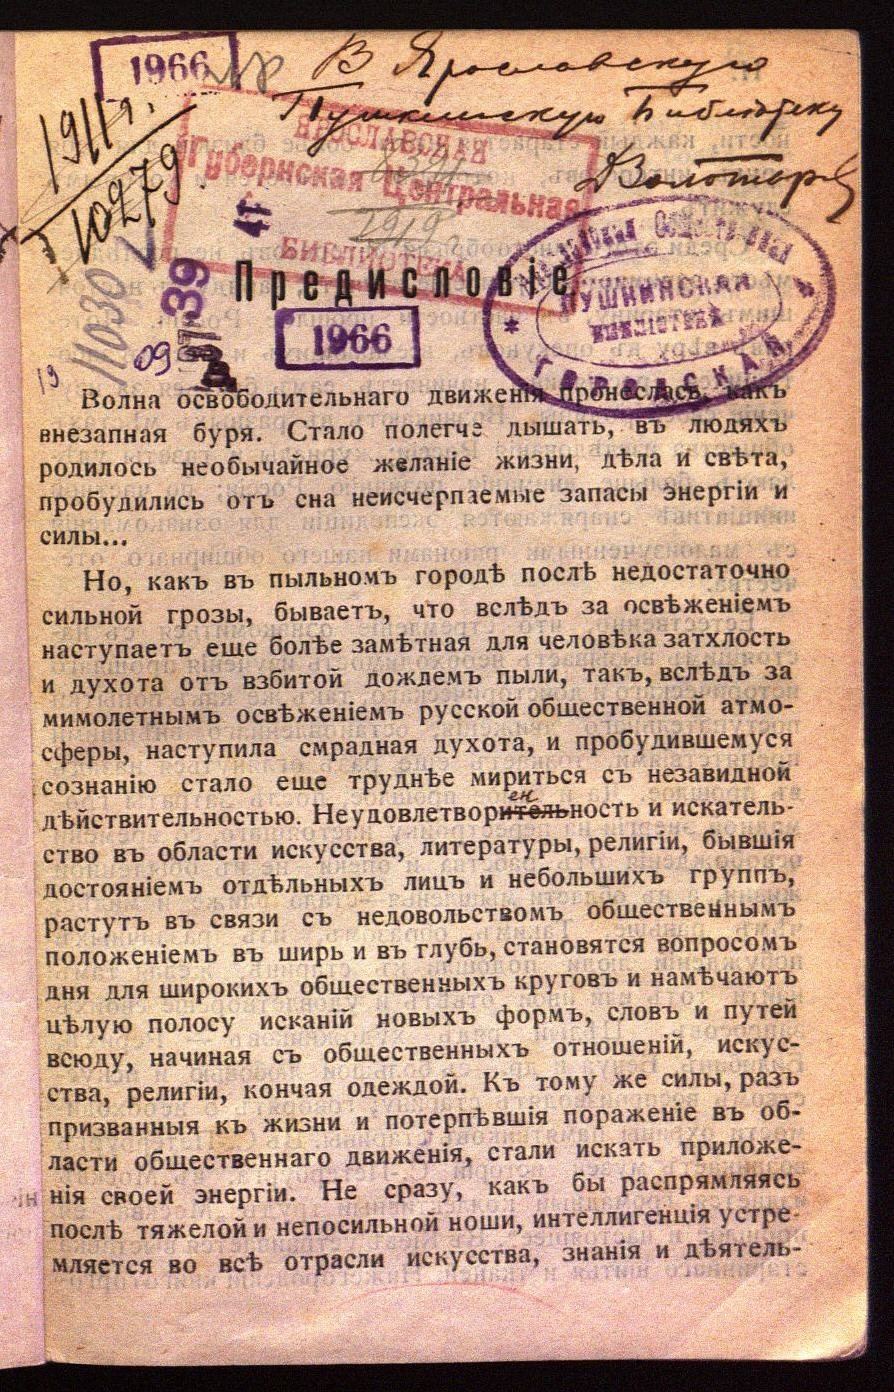 1966
В Ярославскую
Пушкинскую Библиотеку
1911 г.
10279.
ЯРОСЛАВСКАЯ
Губернская Центральная
БИБЛИОТЕКА
1919
ПУШКИНСКАЯ
БИБЛИОТЕКА
ГОРОДСКАЯ
11030
39
Предисловіе.
1966
09
19
Волна освободительнаго движенія пронеслась, какъ
внезапная буря. Стало полегче дышать, въ людяхъ
родилось необычайное желаніе жизни, дѣла и свѣта,
пробудились отъ сна неисчерпаемые запасы энергіи и
силы...
Но, какъ въ пыльномъ городѣ послѣ недостаточно
сильной грозы, бываетъ, что вслѣдъ за освѣженіемъ
наступаетъ еще болѣе замѣтная для человѣка затхлость
и духота отъ взбитой дождемъ пыли, такъ, вслѣдъ за
мимолетнымъ освѣженіемъ русской общественной атмо-
сферы, наступила смрадная духота, и пробудившемуся
сознанію стало еще труднѣе мириться съ незавидной
дѣйствительностью. Неудовлетворительность и искатель-
ен
ство въ области искусства, литературы, религіи, бывшія
достояніемъ отдѣльныхъ лицъ и небольшихъ группъ,
растутъ въ связи съ недовольствомъ общественнымъ
положеніемъ въ ширь и въ глубь, становятся вопросомъ
дня для широкихъ общественныхъ круговъ и намѣчаютъ
цѣлую полосу исканій новыхъ формъ, словъ и путей
всюду, начиная съ общественныхъ отношеній, искус-
ства, религіи, кончая одеждой. Къ тому же силы, разъ
призванныя къ жизни и потерпѣвшія пораженіе въ об-
ласти общественнаго движенія, стали искать приложе-
нія своей энергіи. Не сразу, какъ бы распрямляясь
послѣ тяжелой и непосильной ноши, интеллигенція устре-
мляется во всѣ отрасли искусства, знанія и дѣятель-